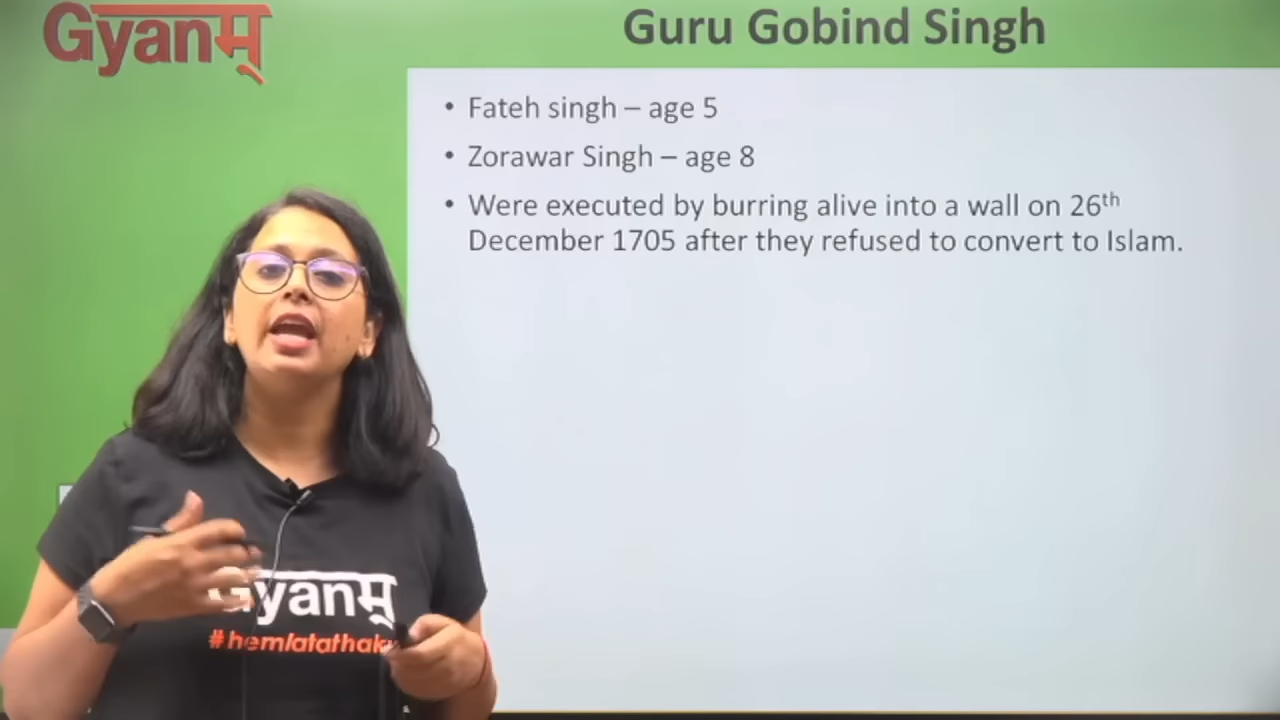 Gyanम्
Guru Gobind Singh
• Fateh singh – age 5
• Zorawar Singh – age 8
• Were executed by burring alive into a wall on 26th
December 1705 after they refused to convert to Islam.
Gyanम्
#hemlatathak